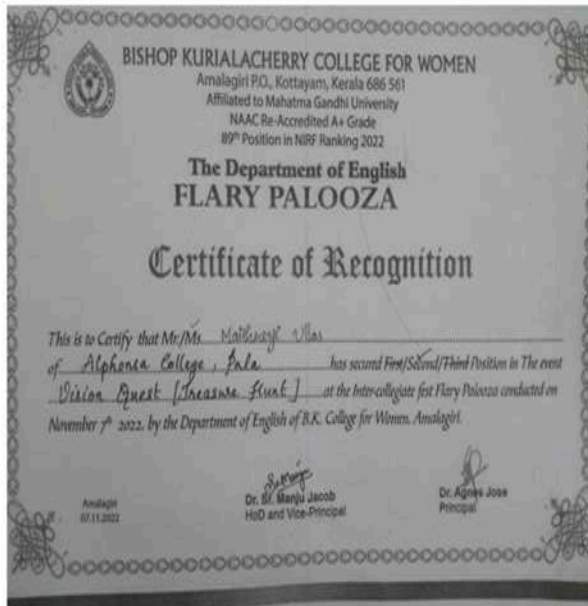 BISHOP KURIALACHERRY COLLEGE FOR WOMEN
Amalagiri P.O., Kottayam, Kerala 686 561
Affiliated to Mahatma Gandhi University
NAAC Re-Accredited A+ Grade
89th Position in NIRF Ranking 2022
The Department of English
FLARY PALOOZA
Certificate of Recognition
This is to Certify that Mr./Ms.
of Alphonsa College, Pala has second First/Second/Third Position in The event
Vision Quest [Treasure Hunt] at the Inter-collegiate fest Flary Palooza conducted on
November 7th 2022, by the Department of English of B.K. College for Women, Amalagiri.
Amalagiri
07.11.2022
Dr. Sr. Manju Jacob
HoD and Vice-Principal
Dr. Agnes Jose
Principal